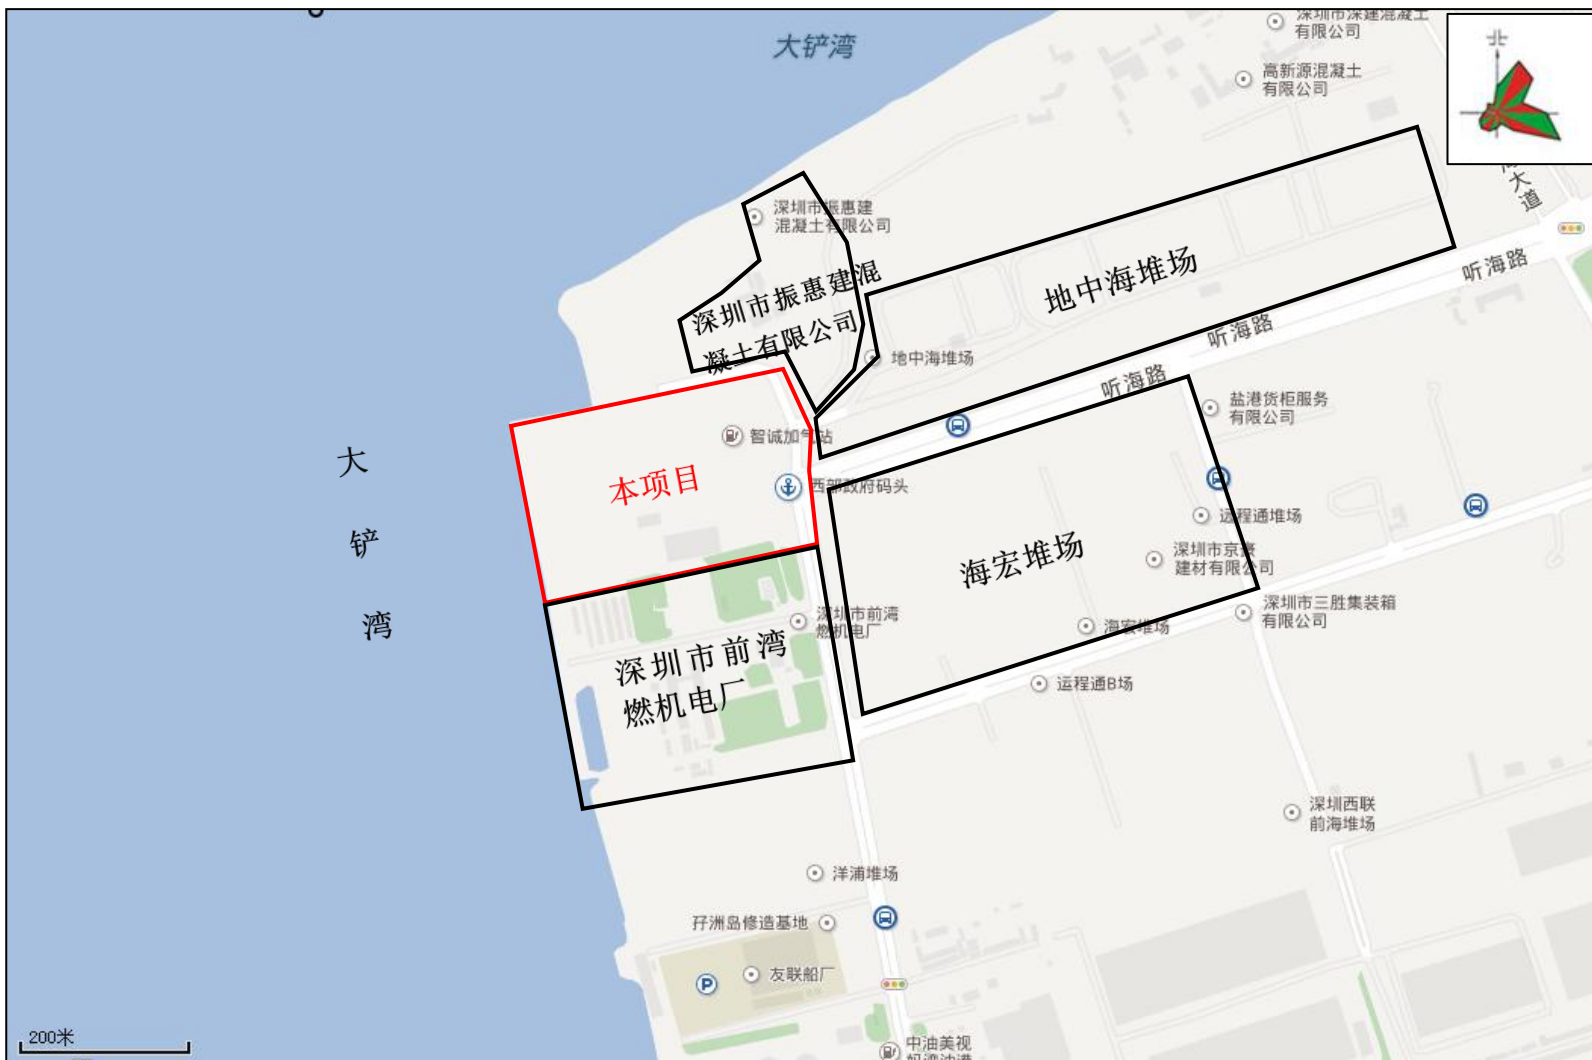 大铲湾
深圳市深建混凝土
有限公司
高新源混凝土
有限公司
北
大道
深圳市振惠建
混凝土有限公司
深圳市振惠建混
凝土有限公司
地中海堆场
听海路
听海路
听海路
地中海堆场
盐港货柜服务
有限公司
智诚加气站
本项目
西部政府码头
大
铲
湾
远程通堆场
海宏堆场
深圳市京豪
建材有限公司
深圳市三胜集装箱
有限公司
深圳市前湾
燃机电厂
海宏堆场
深圳市前湾
燃机电厂
运程通B场
深圳西联
前海堆场
洋浦堆场
孖洲岛修造基地
友联船厂
P
200米
中油美视